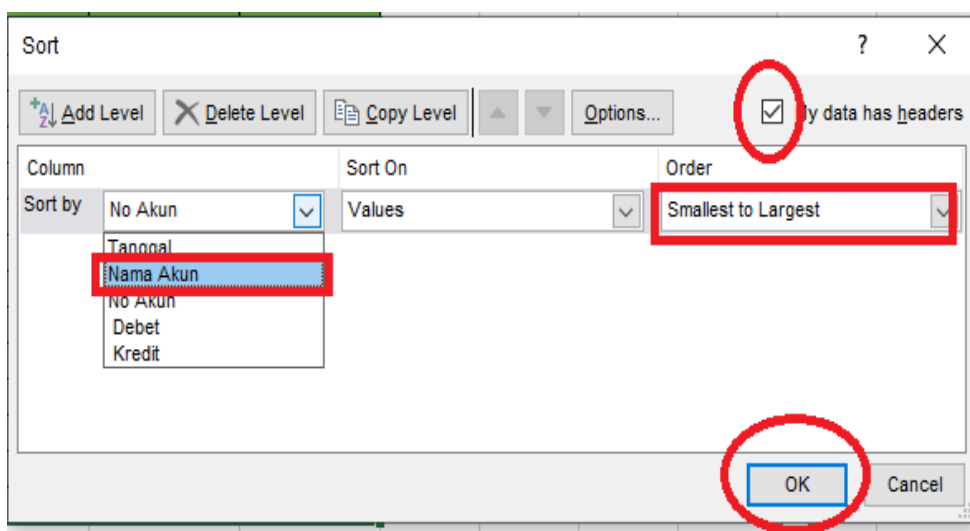 Sort ?
Add Level Delete Level Copy Level Options... My data has headers
Column Sort On Order
Sort by No Akun Values Smallest to Largest
Tanggal
Nama Akun
No Akun
Debet
Kredit
OK Cancel